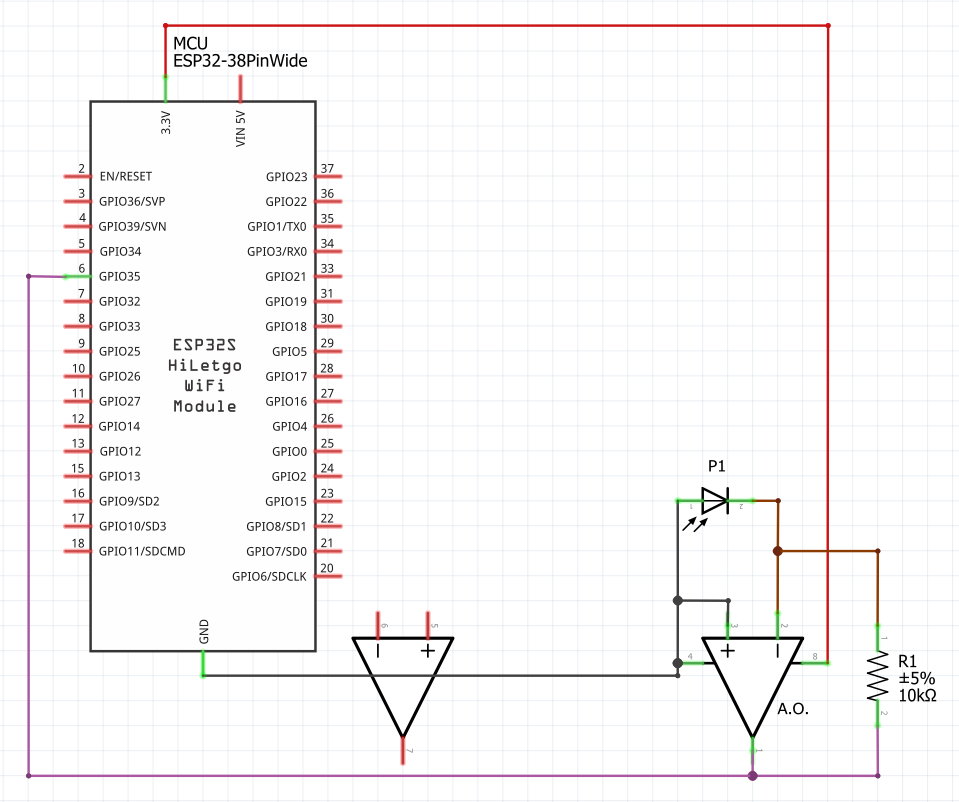 MCU
ESP32-38PinWide
3.3V
VIN 5V
2 EN/RESET
3 GPIO36/SVP
4 GPIO39/SVN
5 GPIO34
6 GPIO35
7 GPIO32
8 GPIO33
9 GPIO25
10 GPIO26
11 GPIO27
12 GPIO14
13 GPIO12
15 GPIO13
16 GPIO9/SD2
17 GPIO10/SD3
18 GPIO11/SDCMD
GPIO23 37
GPIO22 36
GPIO1/TX0 35
GPIO3/RX0 34
GPIO21 33
GPIO19 31
GPIO18 30
GPIO5 29
GPIO17 28
GPIO16 27
GPIO4 26
GPIO0 25
GPIO2 24
GPIO15 23
GPIO8/SD1 22
GPIO7/SD0 21
GPIO6/SDCLK 20
ESP32S
HiLetgo
WiFi
Module
GND
6
5
−
+
7
P1
1
2
3
2
+
−
4
8
A.O.
1
1
R1
±5%
10kΩ
2